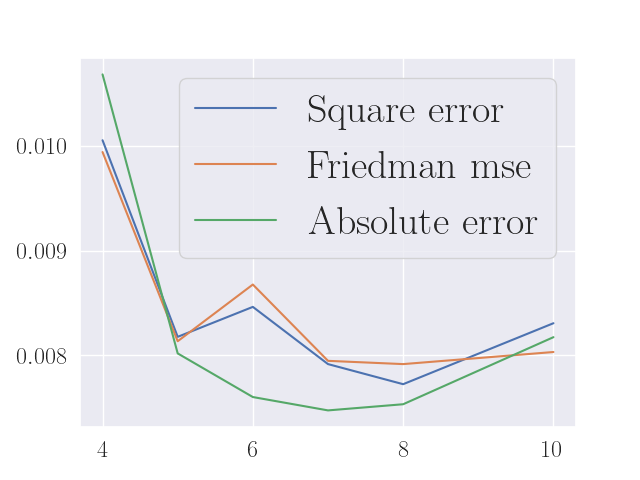 Square error
Friedman mse
Absolute error
0.010
0.009
0.008
4 6 8 10